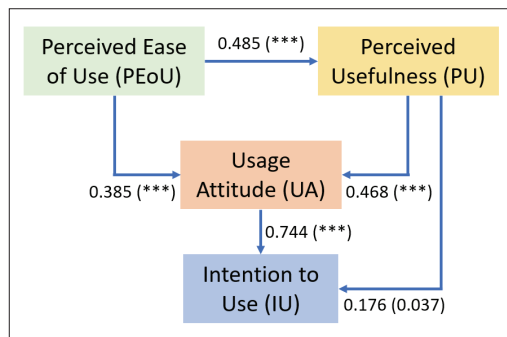 Perceived Ease
of Use (PEoU)
0.485 (***)
Perceived
Usefulness (PU)
Usage
Attitude (UA)
0.385 (***)
0.468 (***)
0.744 (***)
Intention to
Use (IU)
0.176 (0.037)